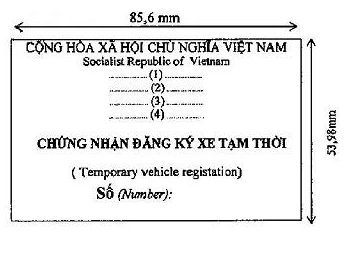 85,6 mm
CỘNG HÒA XÃ HỘI CHỦ NGHĨA VIỆT NAM
Socialist Republic of Vietnam
............(1)............
............(2)............
............(3)............
............(4)............
CHỨNG NHẬN ĐĂNG KÝ XE TẠM THỜI
( Temporary vehicle registation)
Số (Number):
53,98mm